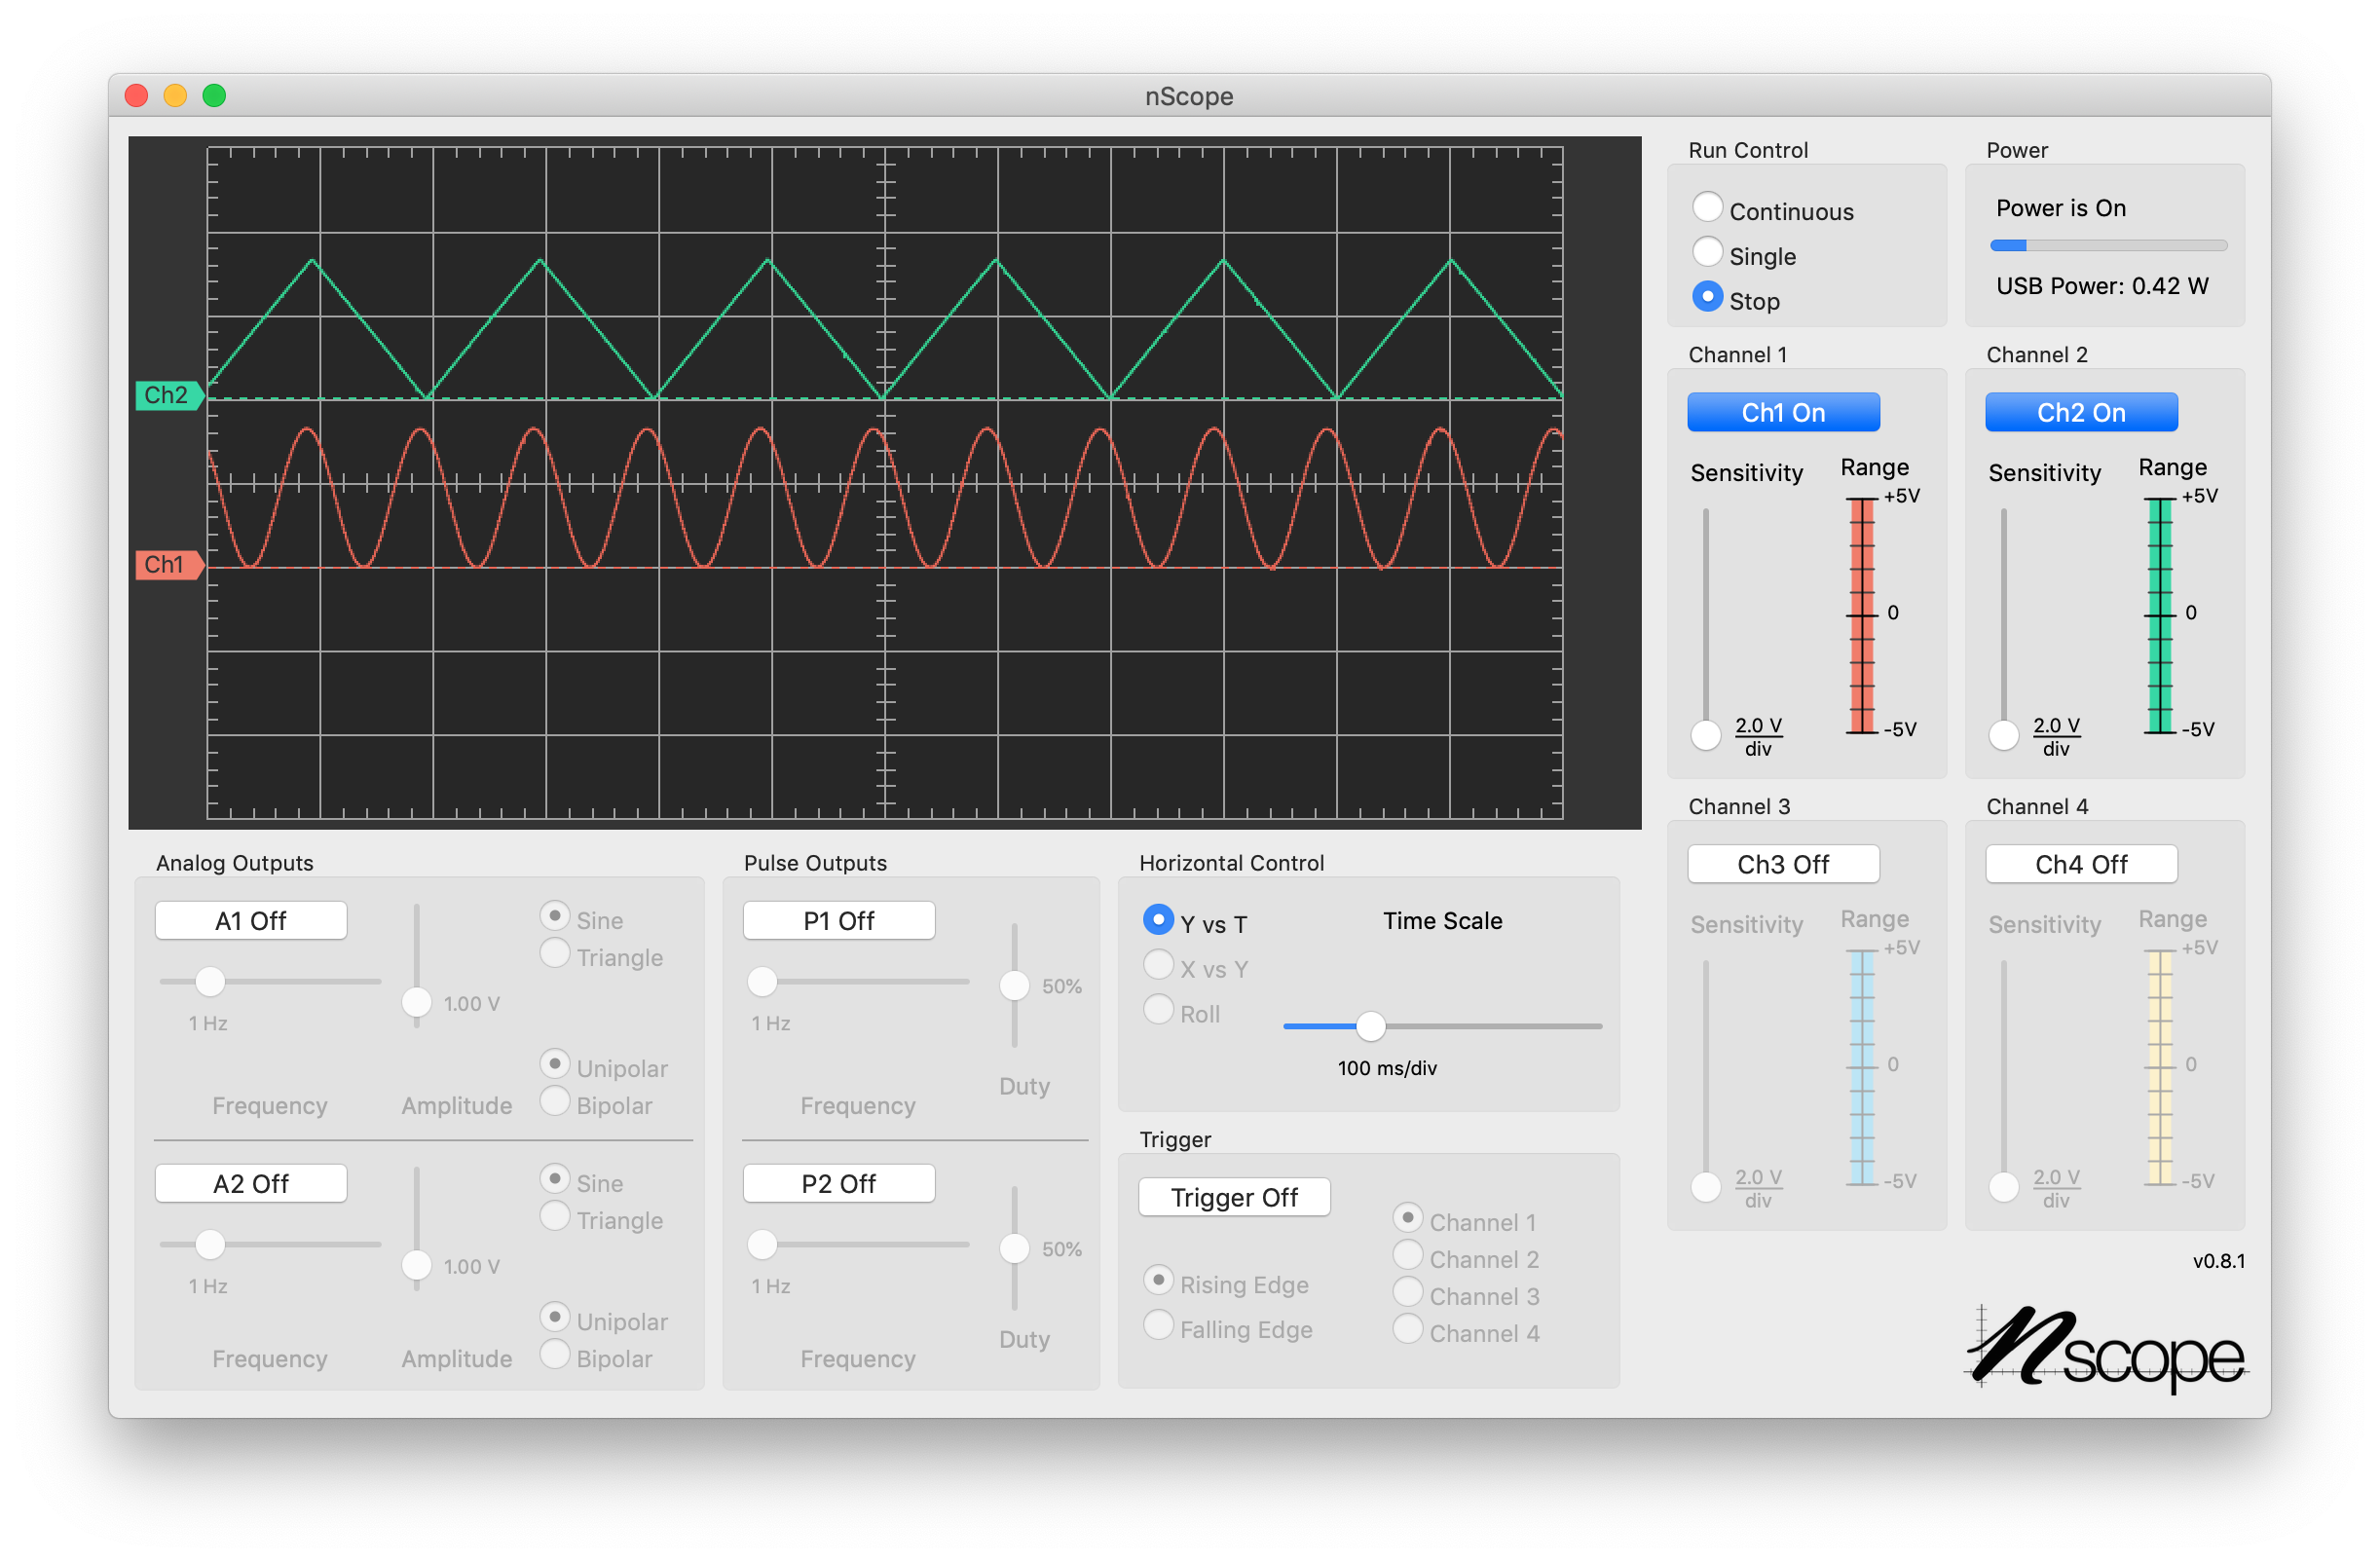 nScope
Ch2
Ch1
Run Control
Continuous
Single
Stop
Power
Power is On
USB Power: 0.42 W
Channel 1
Ch1 On
Sensitivity
Range
+5V
0
-5V
2.0 V
div
Channel 2
Ch2 On
Sensitivity
Range
+5V
0
-5V
2.0 V
div
Channel 3
Ch3 Off
Sensitivity
Range
+5V
0
-5V
2.0 V
div
Channel 4
Ch4 Off
Sensitivity
Range
+5V
0
-5V
2.0 V
div
Analog Outputs
A1 Off
1 Hz
Frequency
1.00 V
Amplitude
Sine
Triangle
Unipolar
Bipolar
A2 Off
1 Hz
Frequency
1.00 V
Amplitude
Sine
Triangle
Unipolar
Bipolar
Pulse Outputs
P1 Off
1 Hz
Frequency
50%
Duty
P2 Off
1 Hz
Frequency
50%
Duty
Horizontal Control
Y vs T
X vs Y
Roll
Time Scale
100 ms/div
Trigger
Trigger Off
Rising Edge
Falling Edge
Channel 1
Channel 2
Channel 3
Channel 4
v0.8.1
nscope